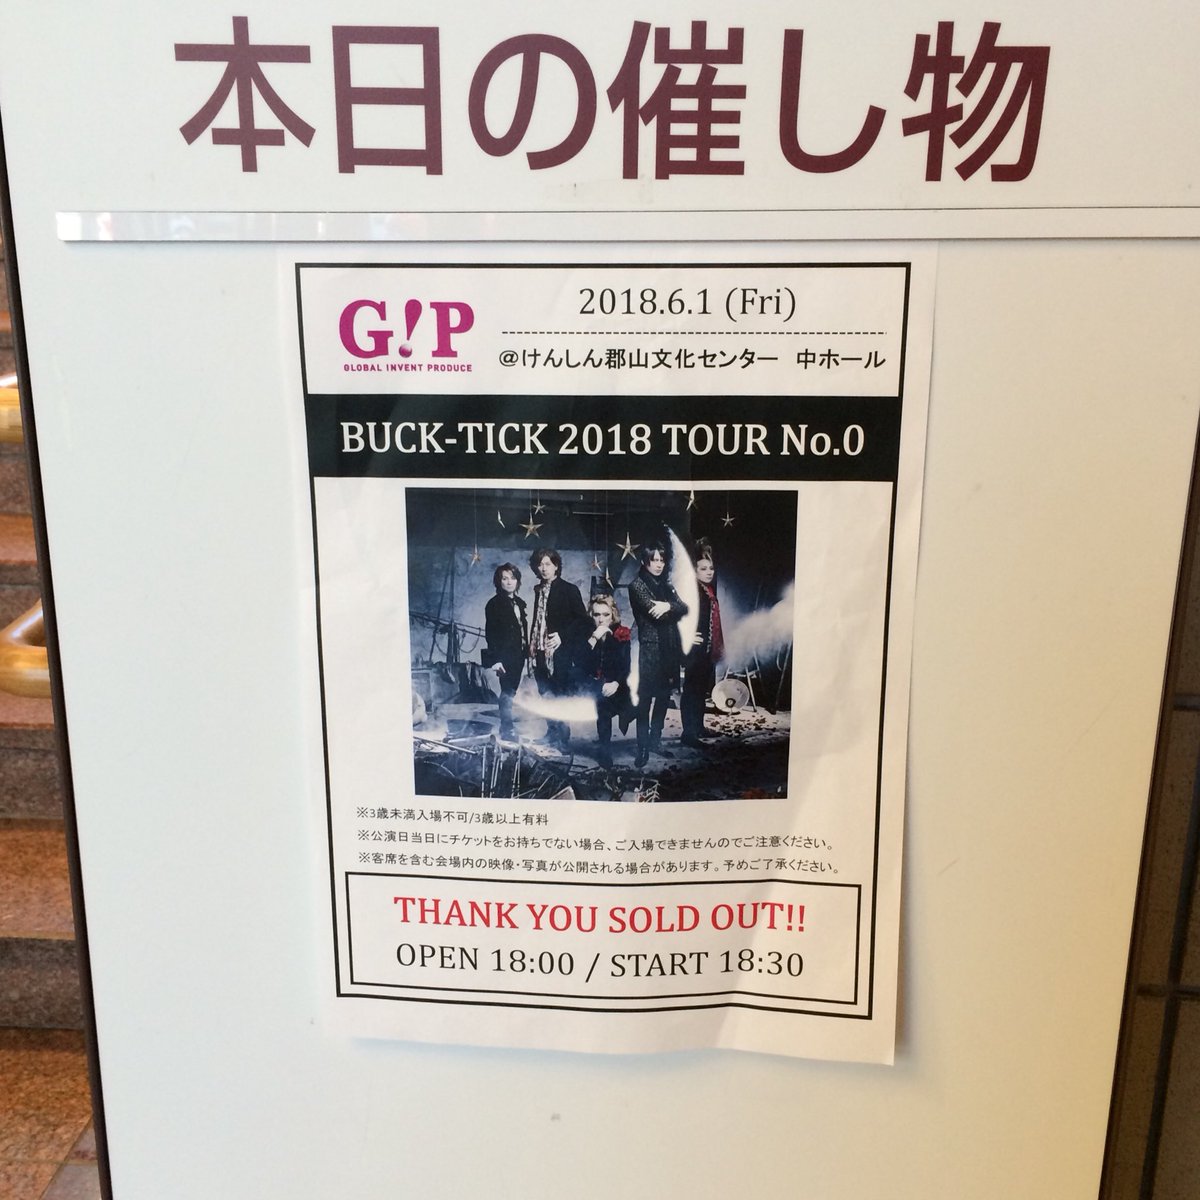 本日の催し物
G!P
GLOBAL INVENT PRODUCE
2018.6.1 (Fri)
@けんしん郡山文化センター 中ホール
BUCK-TICK 2018 TOUR No.0
※3歳未満入場不可/3歳以上有料
※公演日当日にチケットをお持ちでない場合、ご入場できませんのでご注意ください。
※客席を含む会場内の映像・写真が公開される場合があります。予めご了承ください。
THANK YOU SOLD OUT!!
OPEN 18:00 / START 18:30